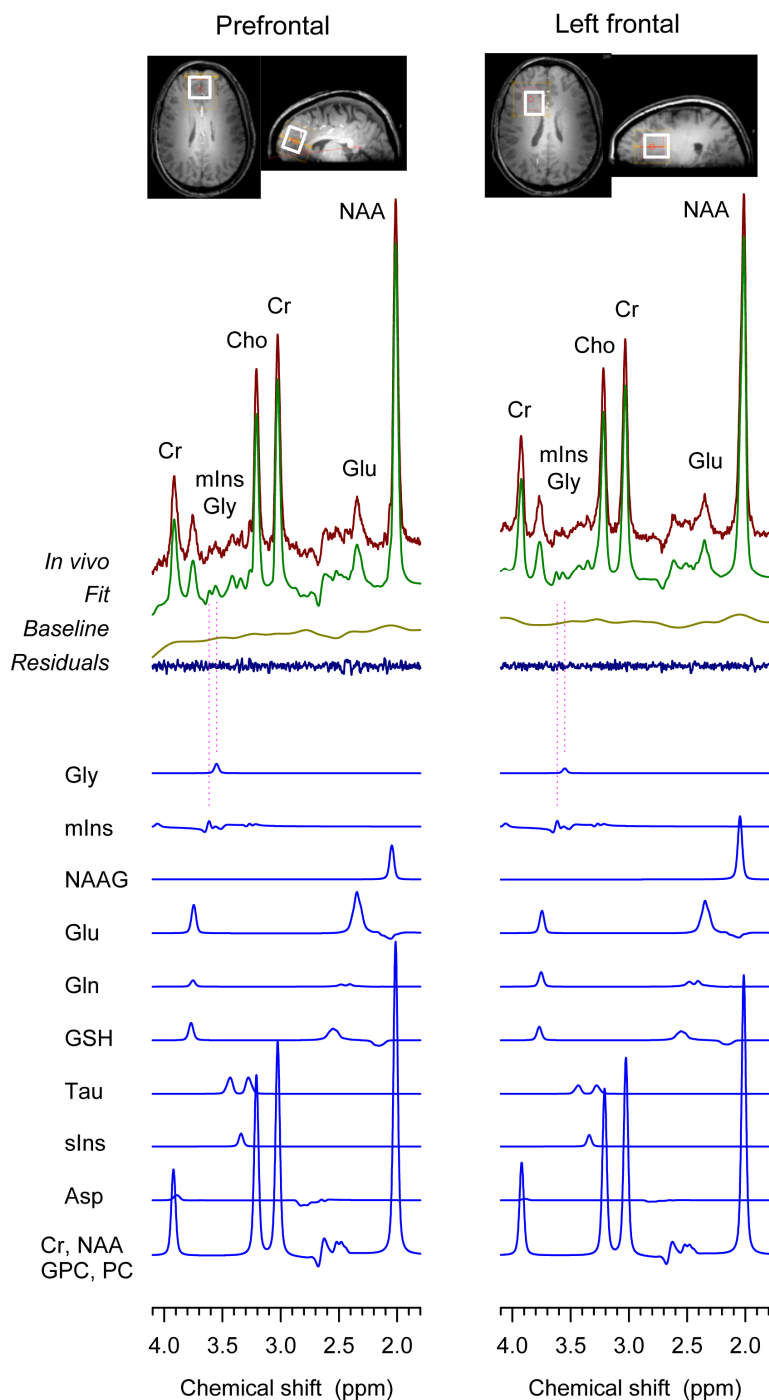 Prefrontal
Left frontal
NAA
NAA
Cr
Cr
Cho
Cho
Cr
Cr
mIns
Gly
Glu
mIns
Gly
Glu
In vivo
Fit
Baseline
Residuals
Gly
mIns
NAAG
Glu
Gln
GSH
Tau
sIns
Asp
Cr, NAA
GPC, PC
4.0 3.5 3.0 2.5 2.0
4.0 3.5 3.0 2.5 2.0
Chemical shift (ppm)
Chemical shift (ppm)